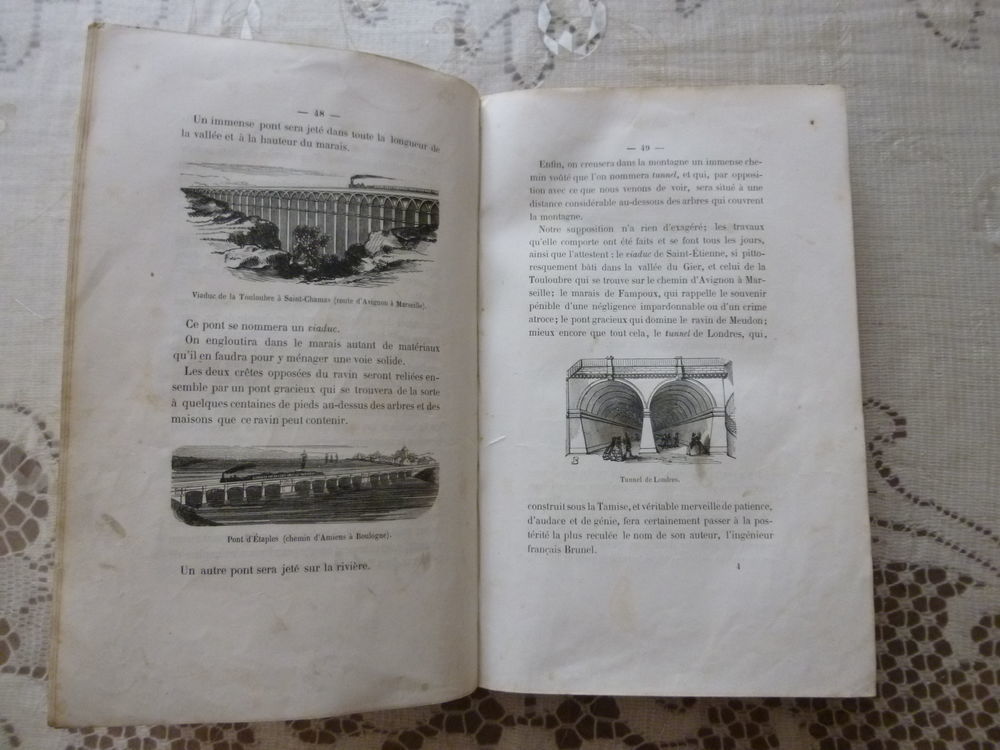 — 48 —
Un immense pont sera jeté dans toute la longueur de
la vallée et à la hauteur du marais.
Viaduc de la Touloubre à Saint-Chamas (route d'Avignon à Marseille).
Ce pont se nommera un viaduc.
On engloutira dans le marais autant de matériaux
qu'il en faudra pour y ménager une voie solide.
Les deux crêtes opposées du ravin seront reliées en-
semble par un pont gracieux qui se trouvera de la sorte
à quelques centaines de pieds au-dessus des arbres et des
maisons que ce ravin peut contenir.
Pont d'Étaples (chemin d'Amiens à Boulogne).
Un autre pont sera jeté sur la rivière.
— 49 —
Enfin, on creusera dans la montagne un immense che-
min voûté que l'on nommera tunnel, et qui, par opposi-
tion avec ce que nous venons de voir, sera situé à une
distance considérable au-dessous des arbres qui couvrent
la montagne.
Notre supposition n'a rien d'exagéré; les travaux
qu'elle comporte ont été faits et se font tous les jours,
ainsi que l'attestent : le viaduc de Saint-Étienne, si pitto-
resquement bâti dans la vallée du Gier, et celui de la
Touloubre qui se trouve sur le chemin d'Avignon à Mar-
seille; le marais de Fampoux, qui rappelle le souvenir
pénible d'une négligence impardonnable ou d'un crime
atroce; le pont gracieux qui domine le ravin de Meudon;
mieux encore que tout cela, le tunnel de Londres, qui,
Tunnel de Londres.
construit sous la Tamise, et véritable merveille de patience,
d'audace et de génie, fera certainement passer à la pos-
térité la plus reculée le nom de son auteur, l'ingénieur
français Brunel.
4